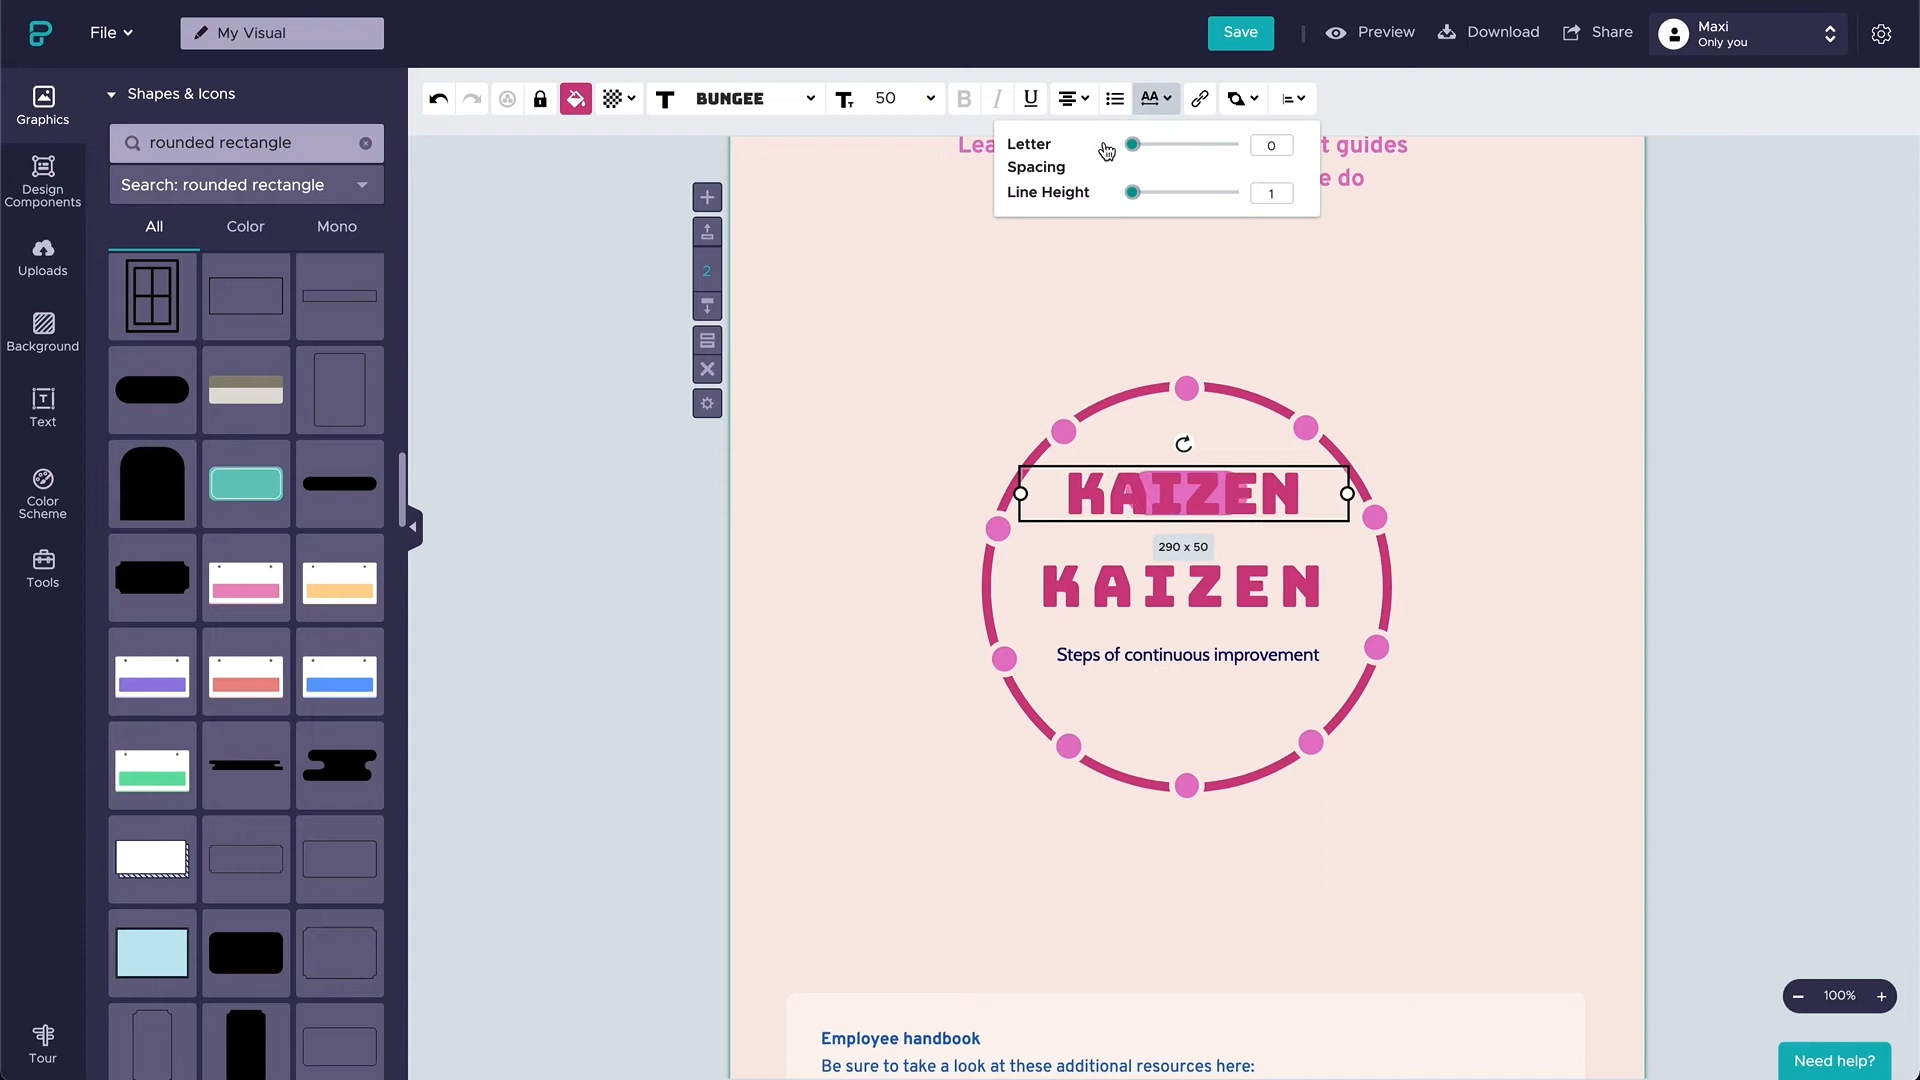 File
My Visual
Save
Preview
Download
Share
Maxi
Only you
Graphics
Design
Components
Uploads
Background
Text
Color
Scheme
Tools
Tour
Shapes & Icons
rounded rectangle
Search: rounded rectangle
All
Color
Mono
T
BUNGEE
TT
50
B
I
U
AA
Letter
Spacing
0
Line Height
1
Lea
t guides
e do
2
KAIZEN
290 x 50
KAIZEN
Steps of continuous improvement
Employee handbook
Be sure to take a look at these additional resources here:
100%
Need help?